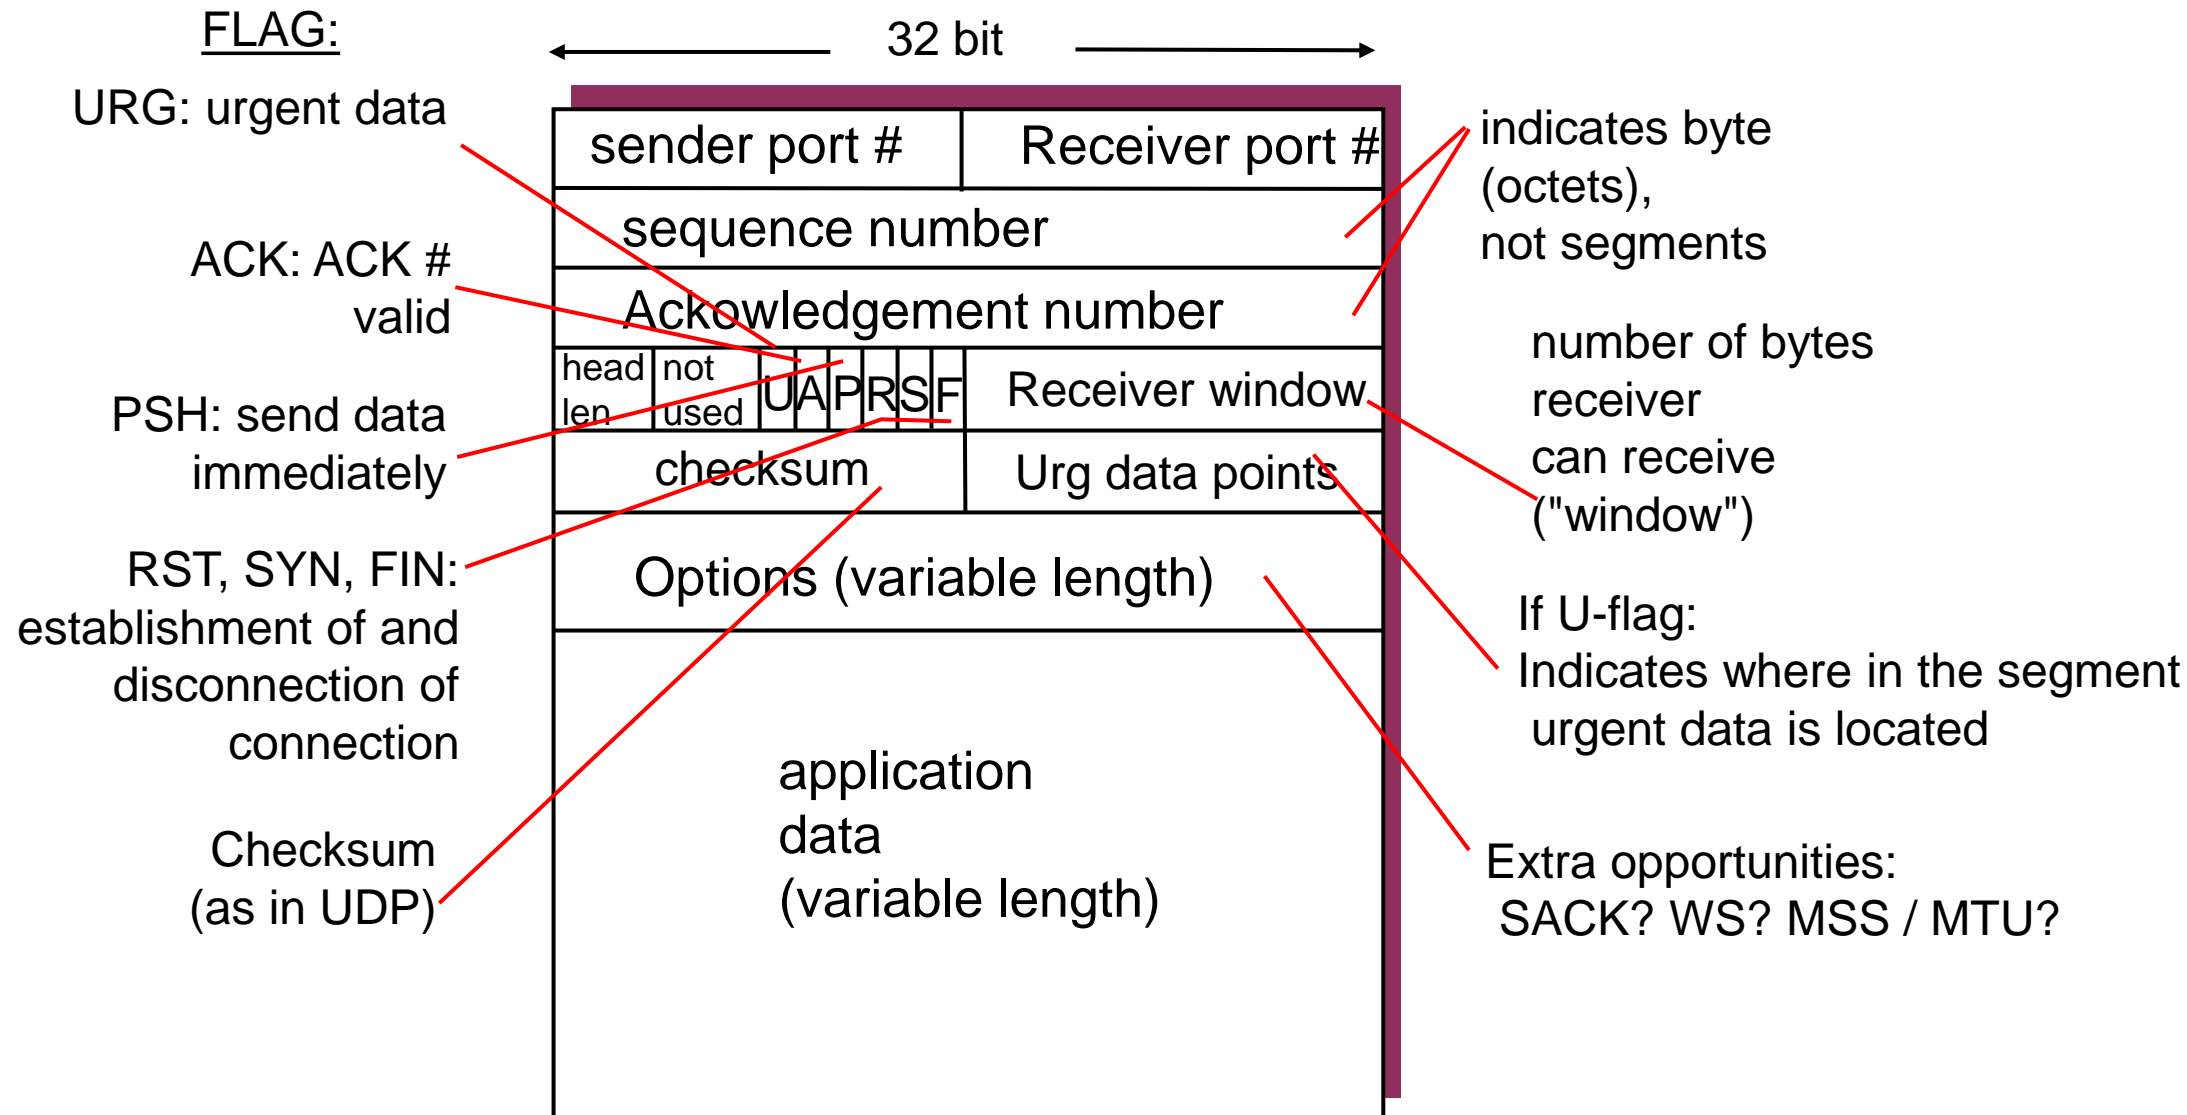 FLAG:
URG: urgent data
ACK: ACK #
valid
PSH: send data
immediately
RST, SYN, FIN:
establishment of and
disconnection of
connection
Checksum
(as in UDP)
32 bit
sender port #
Receiver port #
sequence number
Ackowledgement number
head
len
not
used
U
A
P
R
S
F
Receiver window
checksum
Urg data points
Options (variable length)
application
data
(variable length)
indicates byte
(octets),
not segments
number of bytes
receiver
can receive
("window")
If U-flag:
Indicates where in the segment
urgent data is located
Extra opportunities:
SACK? WS? MSS / MTU?